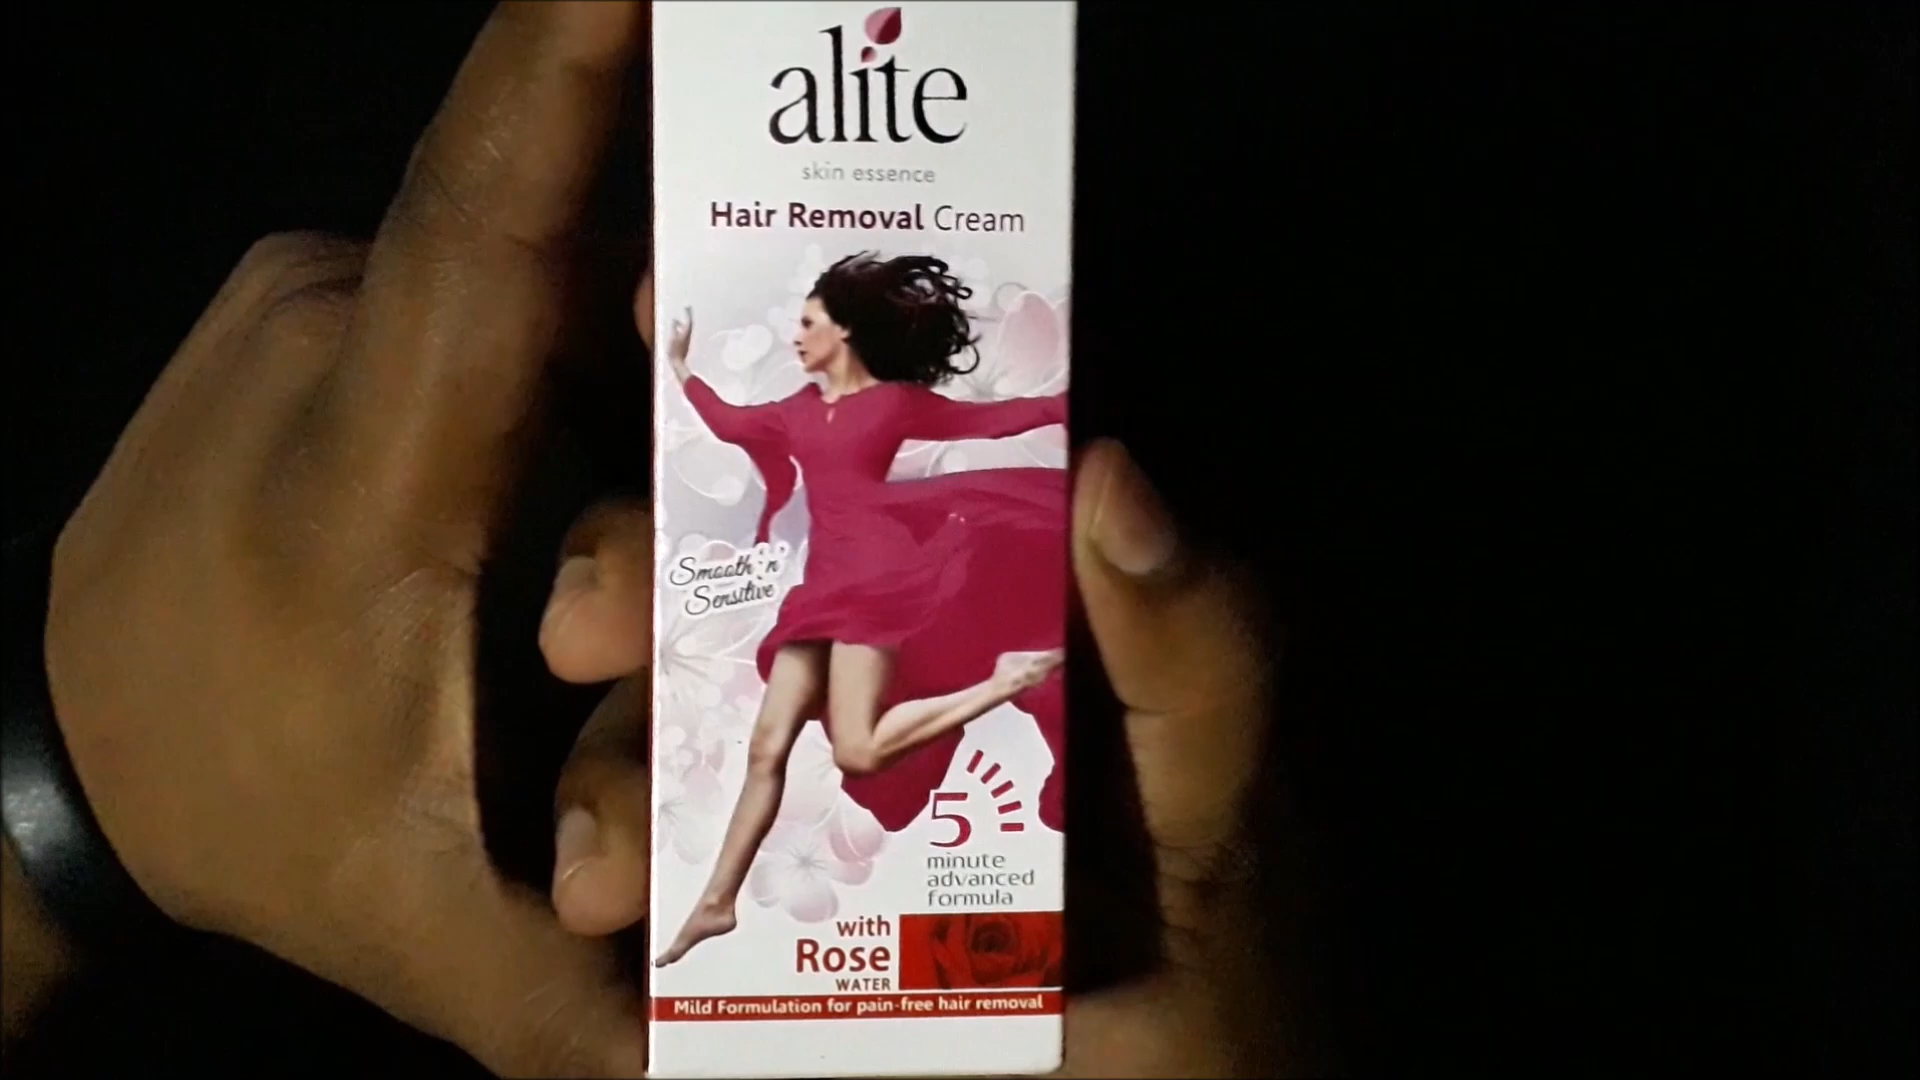 alite
skin essence
Hair Removal Cream
Smooth 'n
Sensitive
5
minute
advanced
formula
with
Rose
WATER
Mild Formulation for pain-free hair removal